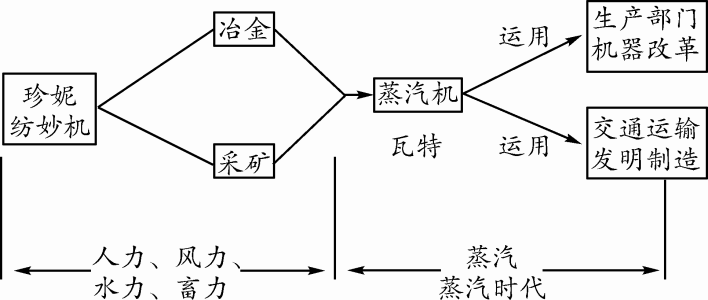 珍妮
纺妙机
冶金
采矿
蒸汽机
瓦特
运用
运用
生产部门
机器改革
交通运输
发明制造
人力、风力、
水力、畜力
蒸汽
蒸汽时代